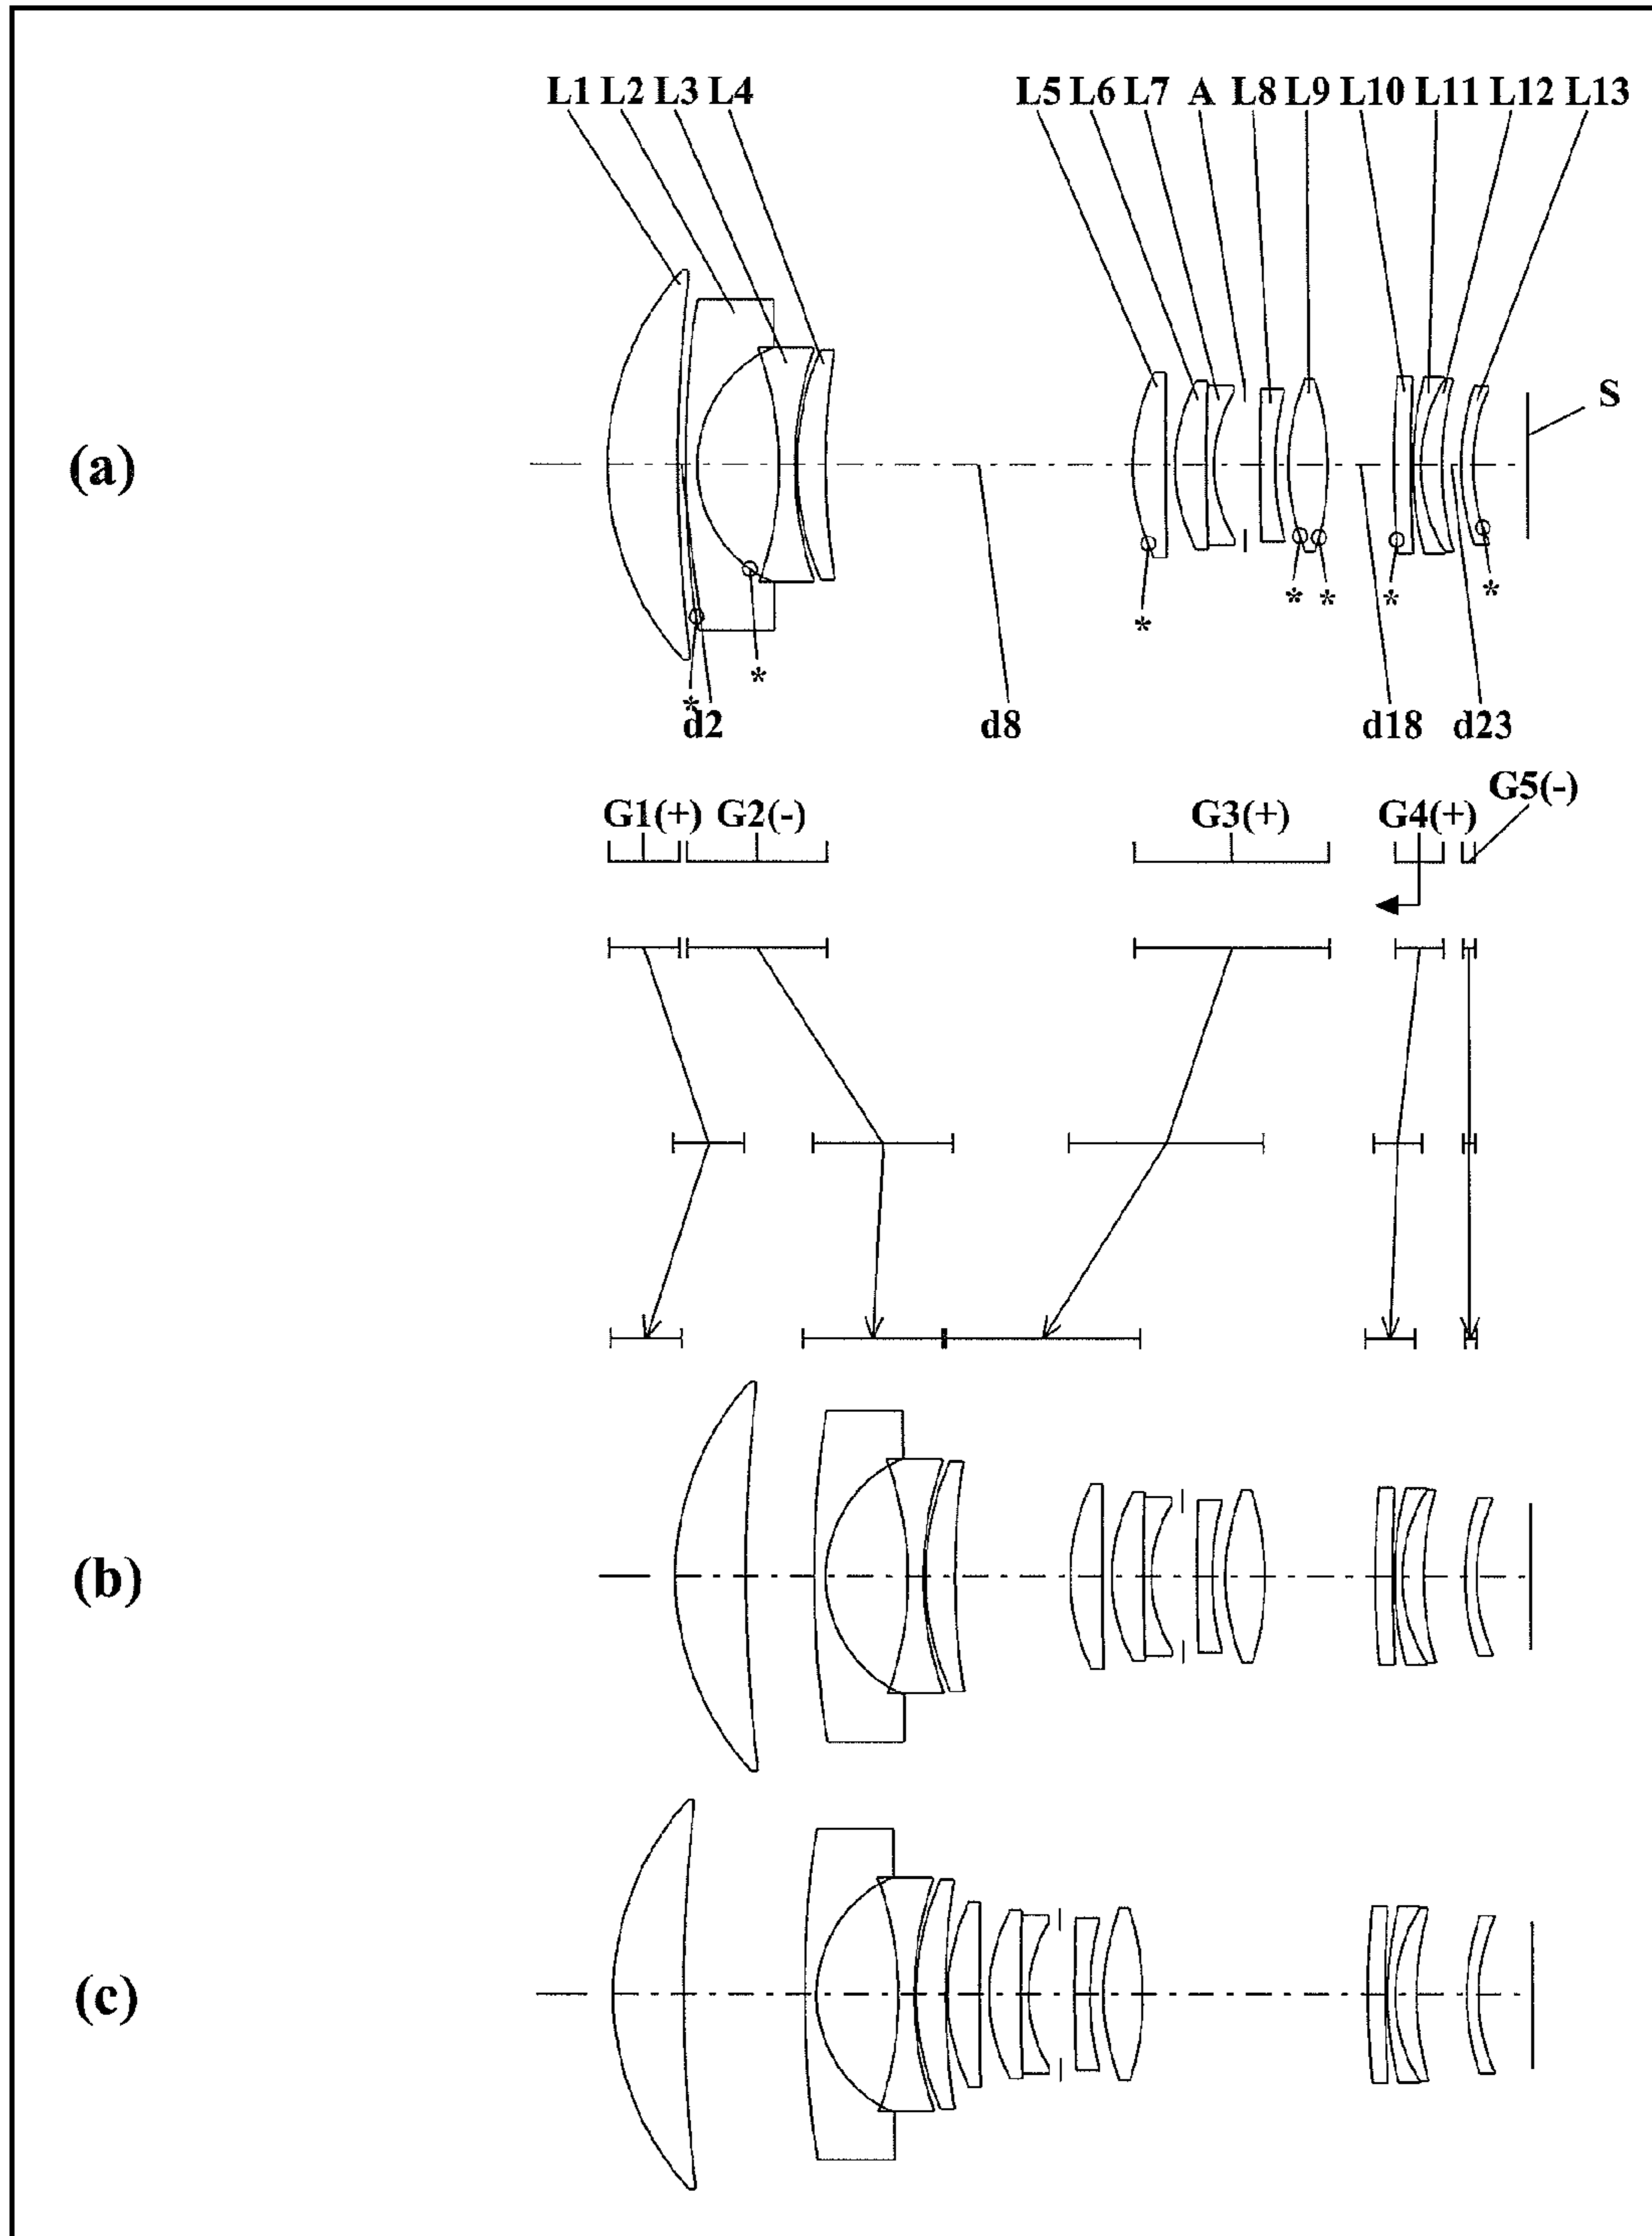 L1 L2 L3 L4 L5 L6 L7 A L8 L9 L10 L11 L12 L13
S
(a)
* * * * * * *
d2 d8 d18 d23
G1(+) G2(-) G3(+) G4(+) G5(-)
(b)
(c)